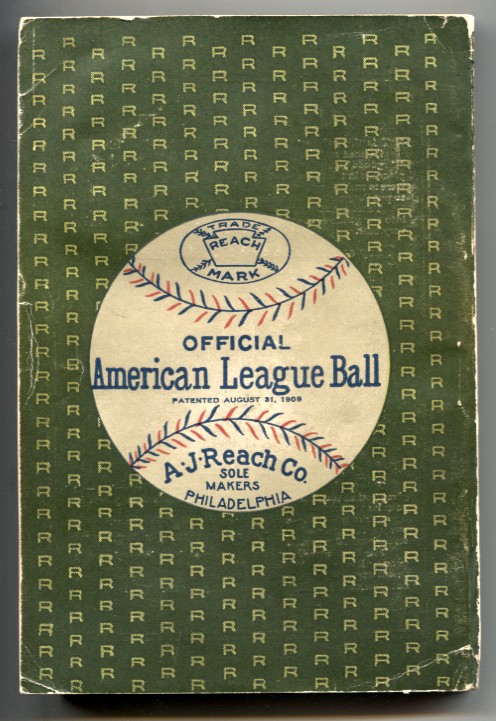 TRADE
REACH
MARK
OFFICIAL
American League Ball
PATENTED AUGUST 31, 1909
A·J·Reach Co.
SOLE
MAKERS
PHILADELPHIA